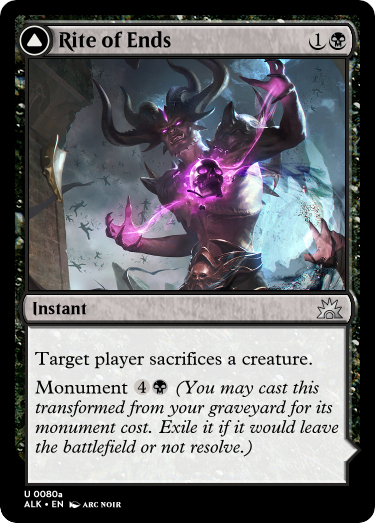 Rite of Ends 1
Instant
Target player sacrifices a creature.
Monument 4 (You may cast this
transformed from your graveyard for its
monument cost. Exile it if it would leave
the battlefield or not resolve.)
U 0080a
ALK • EN ARC NOIR